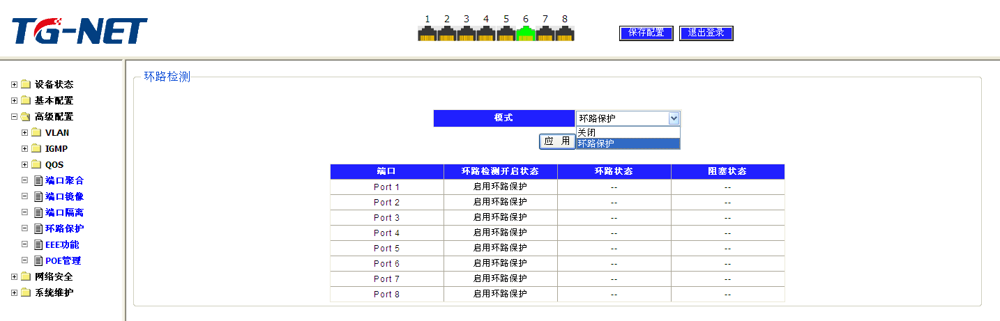 TG-NET
1 2 3 4 5 6 7 8
保存配置 退出登录
设备状态
基本配置
高级配置
VLAN
IGMP
QOS
端口聚合
端口镜像
端口隔离
环路保护
EEE功能
POE管理
网络安全
系统维护
环路检测
模式 环路保护
关闭
环路保护
应 用
端口 环路检测开启状态 环路状态 阻塞状态
Port 1 启用环路保护 -- --
Port 2 启用环路保护 -- --
Port 3 启用环路保护 -- --
Port 4 启用环路保护 -- --
Port 5 启用环路保护 -- --
Port 6 启用环路保护 -- --
Port 7 启用环路保护 -- --
Port 8 启用环路保护 -- --